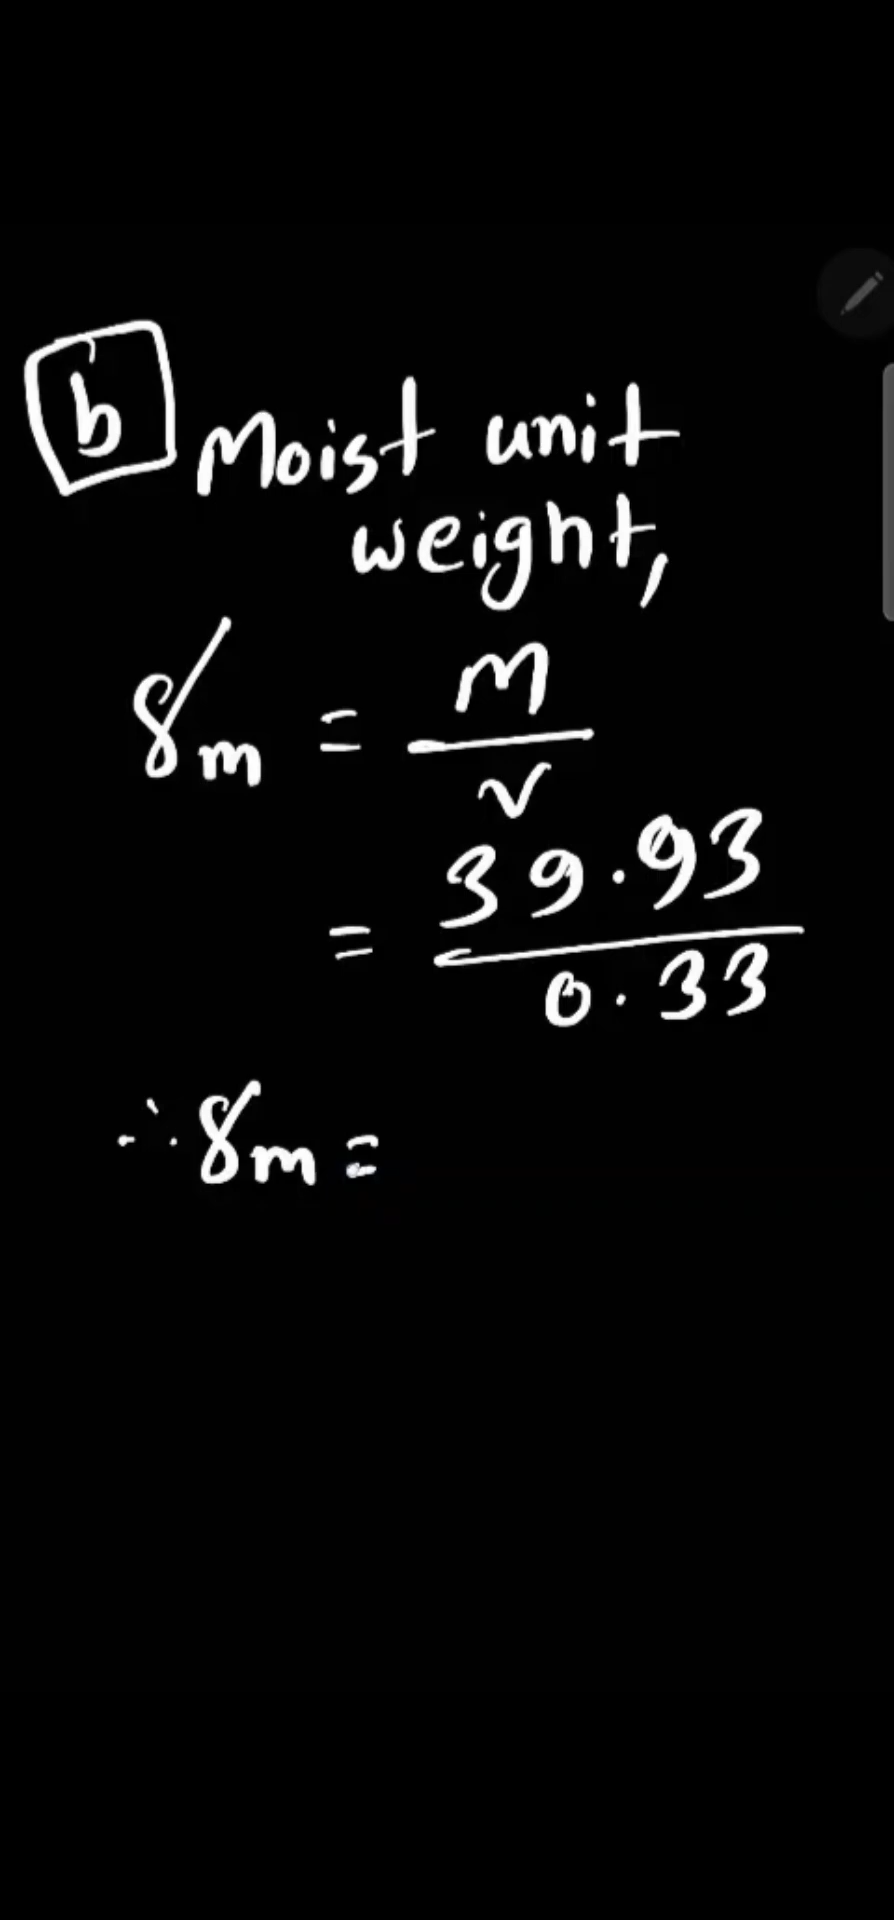 b Moist unit
weight,
γm = M
V
= 39.93
0.33
∴ γm =